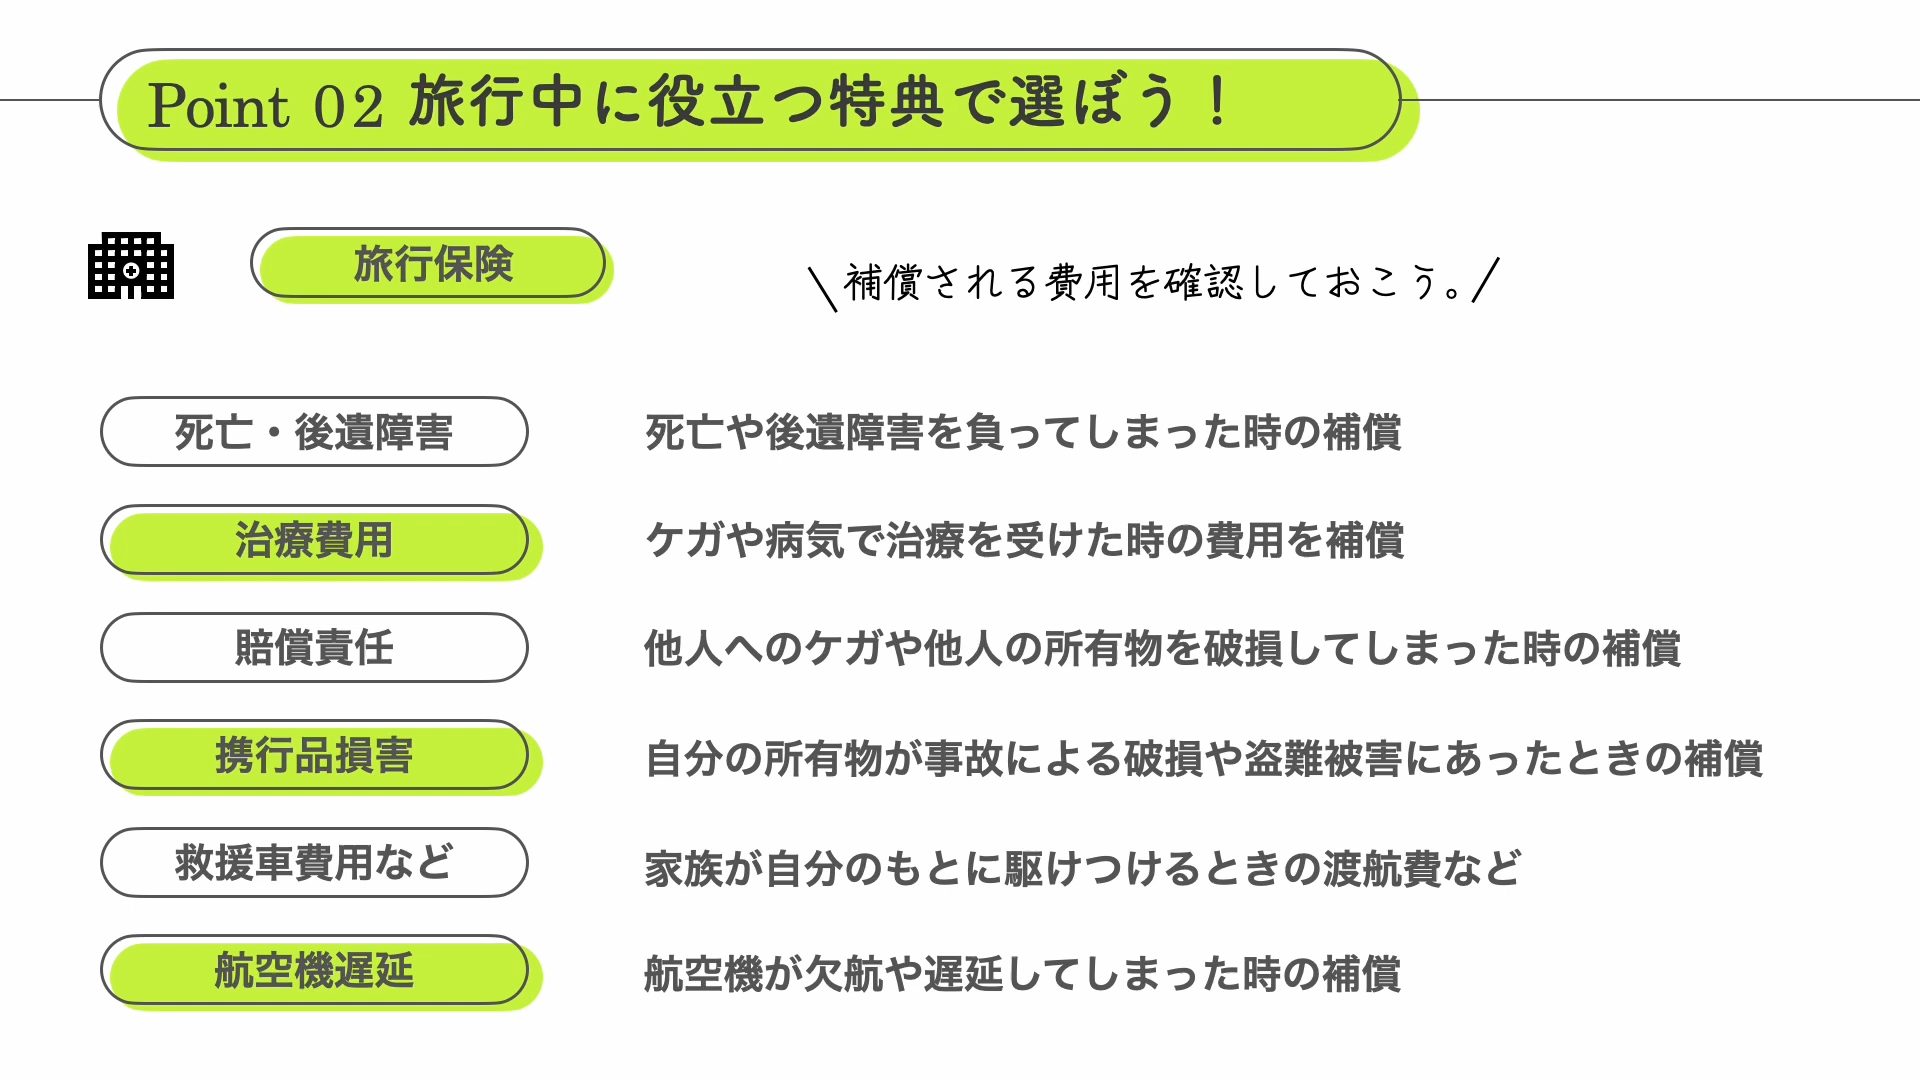 Point 02 旅行中に役立つ特典で選ぼう！
旅行保険
\補償される費用を確認しておこう。/
死亡・後遺障害
死亡や後遺障害を負ってしまった時の補償
治療費用
ケガや病気で治療を受けた時の費用を補償
賠償責任
他人へのケガや他人の所有物を破損してしまった時の補償
携行品損害
自分の所有物が事故による破損や盗難被害にあったときの補償
救援車費用など
家族が自分のもとに駆けつけるときの渡航費など
航空機遅延
航空機が欠航や遅延してしまった時の補償